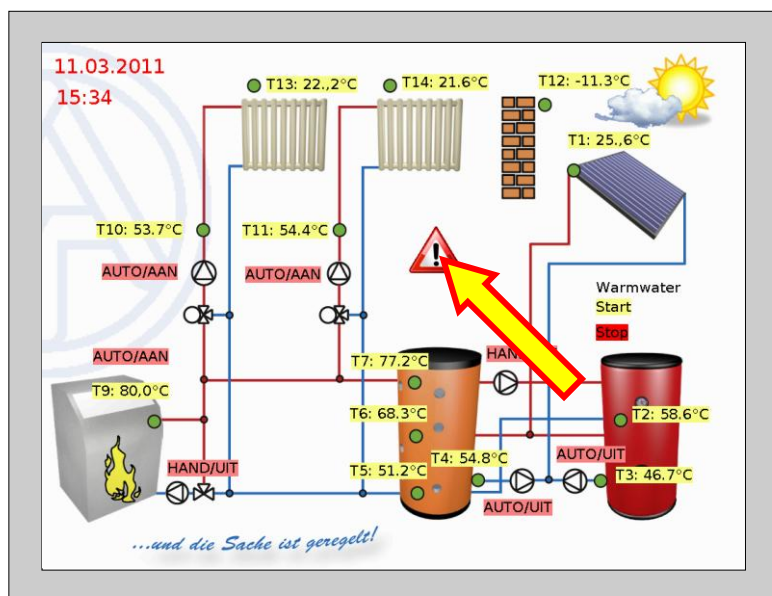 11.03.2011
15:34
T13: 22.,2°C
T14: 21.6°C
T12: -11.3°C
T1: 25.,6°C
T10: 53.7°C
T11: 54.4°C
AUTO/AAN
AUTO/AAN
Warmwater
Start
Stop
AUTO/AAN
T7: 77.2°C
T9: 80,0°C
T6: 68.3°C
T2: 58.6°C
HAND/UIT
T5: 51.2°C
T4: 54.8°C
AUTO/UIT
T3: 46.7°C
AUTO/UIT
...und die Sache ist geregelt!